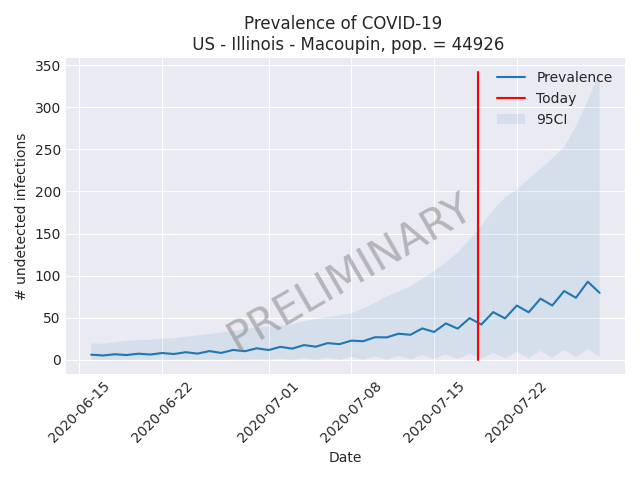 Prevalence of COVID-19
US - Illinois - Macoupin, pop. = 44926
# undetected infections
350
300
250
200
150
100
50
0
Prevalence
Today
95CI
PRELIMINARY
2020-06-15
2020-06-22
2020-07-01
2020-07-08
2020-07-15
2020-07-22
Date